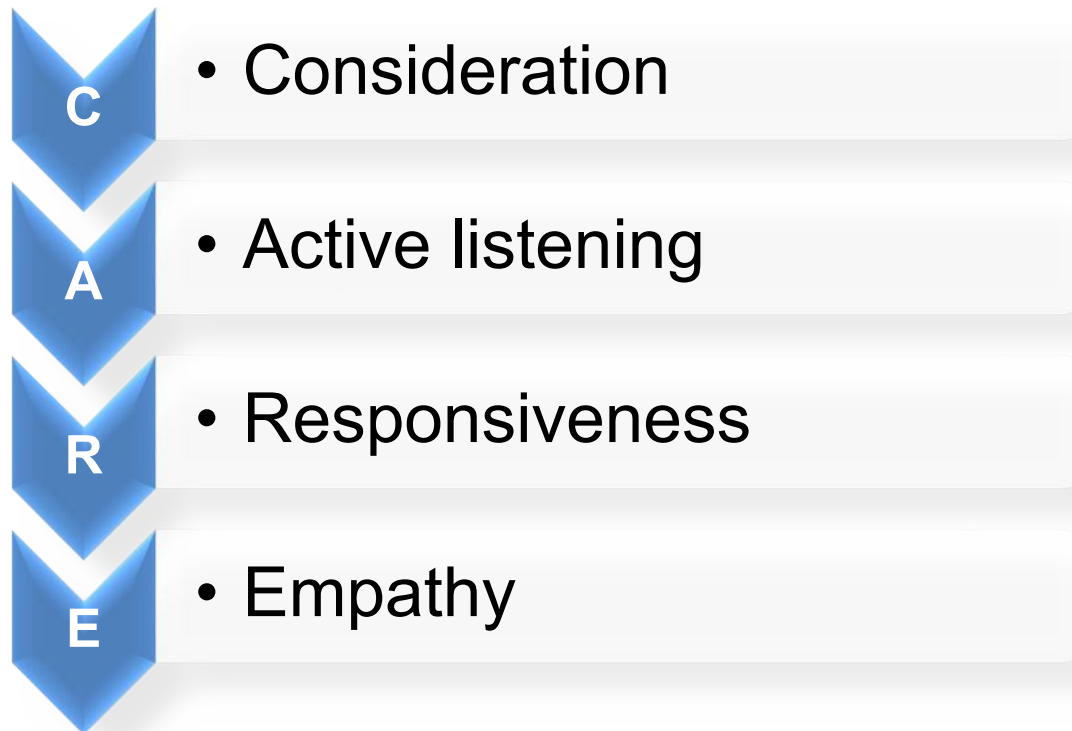 C
• Consideration
A
• Active listening
R
• Responsiveness
E
• Empathy